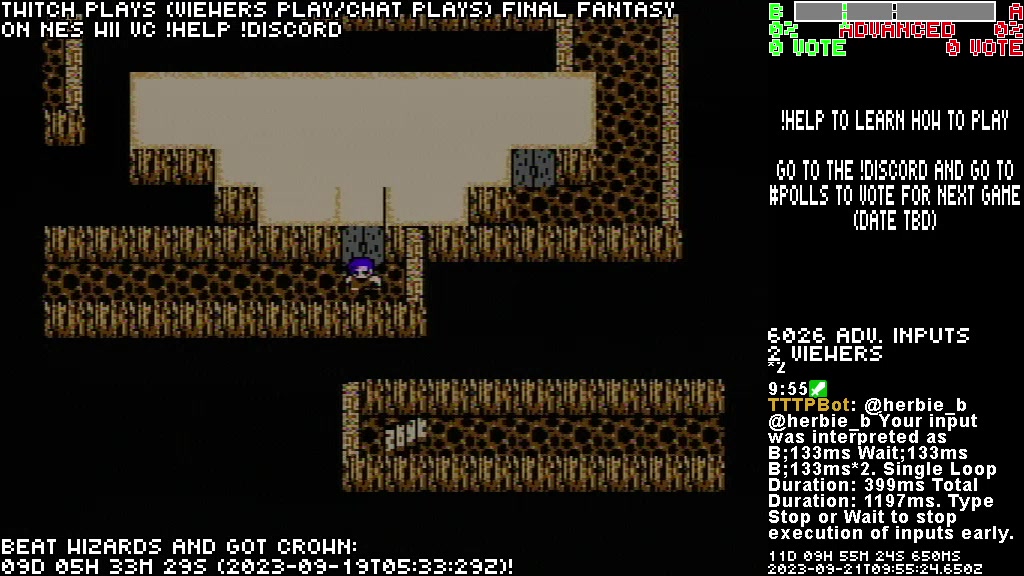 TWITCH PLAYS (VIEWERS PLAY/CHAT PLAYS) FINAL FANTASY
ON NES WII VC !HELP !DISCORD
B A
0% ADVANCED 0%
0 VOTE 0 VOTE
!HELP TO LEARN HOW TO PLAY
GO TO THE !DISCORD AND GO TO
#POLLS TO VOTE FOR NEXT GAME
(DATE TBD)
6026 ADV. INPUTS
2 VIEWERS
*2
9:55
TTTPBot: @herbie_b
@herbie_b Your input
was interpreted as
B;133ms Wait;133ms
B;133ms*2. Single Loop
Duration: 399ms Total
Duration: 1197ms. Type
Stop or Wait to stop
execution of inputs early.
11D 09H 55M 24S 650MS
2023-09-21T09:55:24.650Z
BEAT WIZARDS AND GOT CROWN:
09D 05H 33M 29S (2023-09-19T05:33:29Z)!